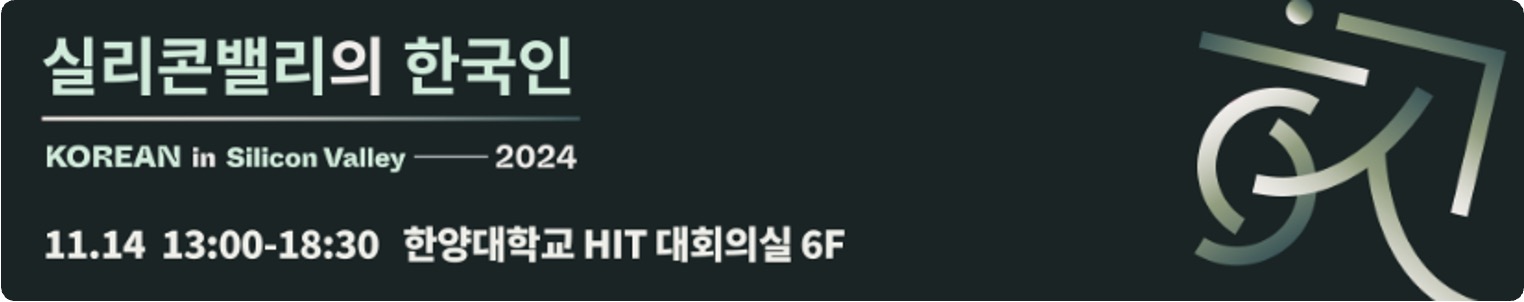 실리콘밸리의 한국인
KOREAN in Silicon Valley 2024
11.14 13:00-18:30 한양대학교 HIT 대회의실 6F